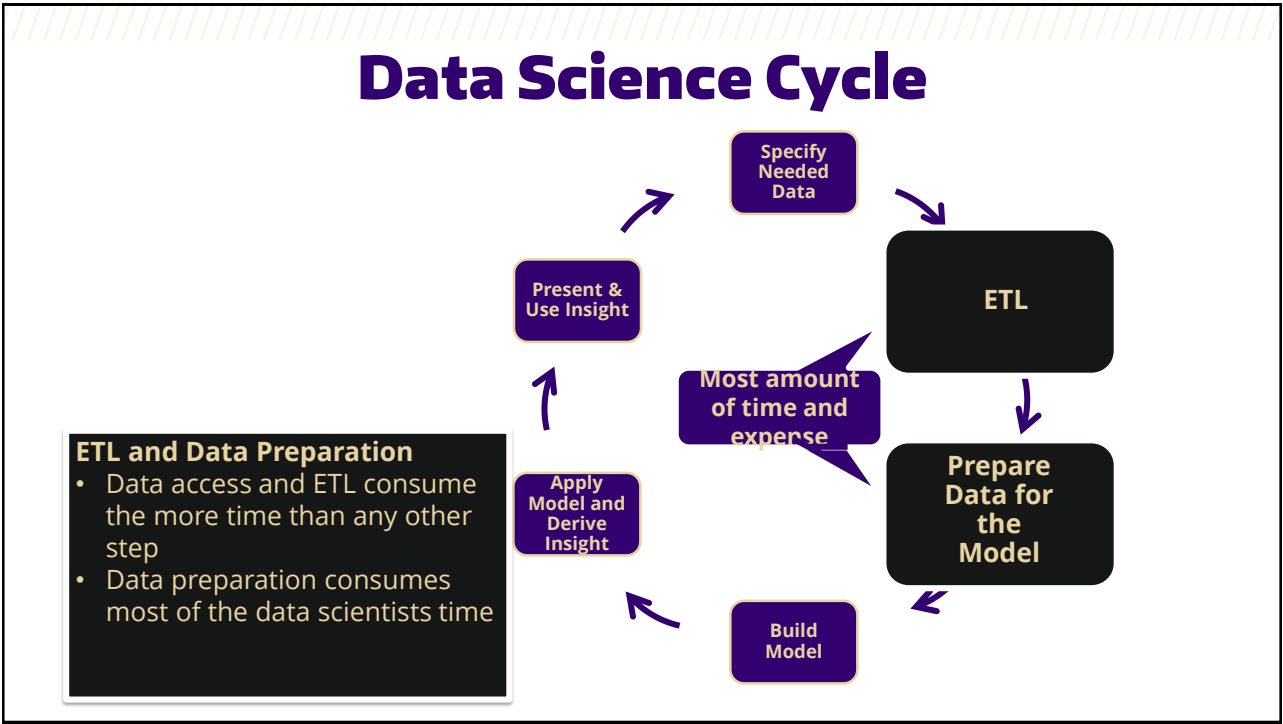 Data Science Cycle
Specify
Needed
Data
ETL
Prepare
Data for
the
Model
Build
Model
Apply
Model and
Derive
Insight
Present &
Use Insight
Most amount
of time and
expense
ETL and Data Preparation
• Data access and ETL consume
the more time than any other
step
• Data preparation consumes
most of the data scientists time